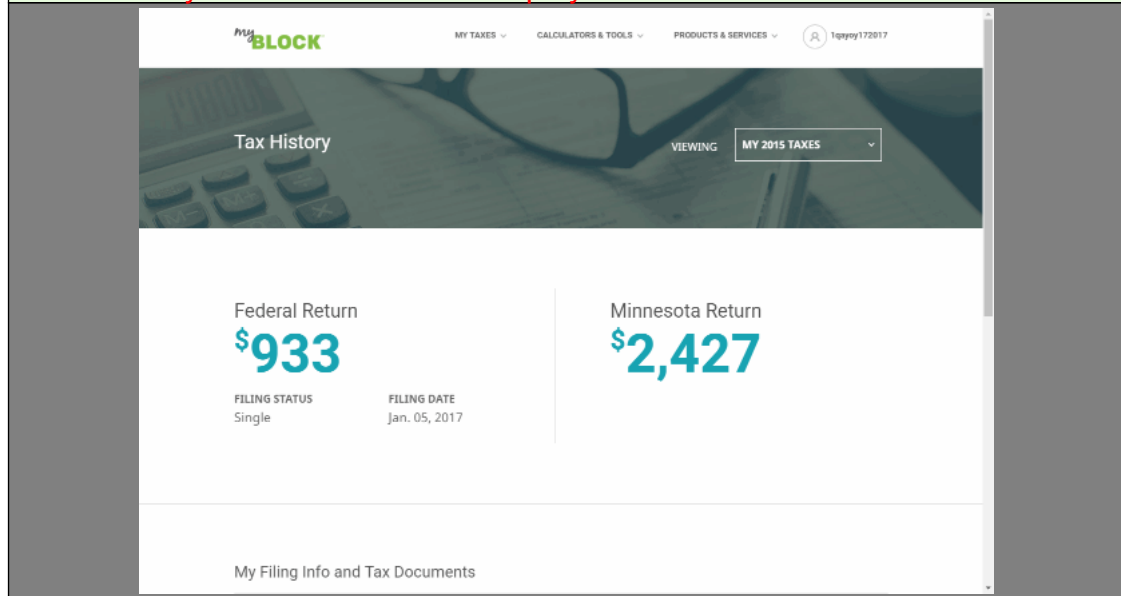 my BLOCK
MY TAXES
CALCULATORS & TOOLS
PRODUCTS & SERVICES
1qayoy172017
Tax History
VIEWING
MY 2015 TAXES
Federal Return
$933
FILING STATUS
Single
FILING DATE
Jan. 05, 2017
Minnesota Return
$2,427
My Filing Info and Tax Documents